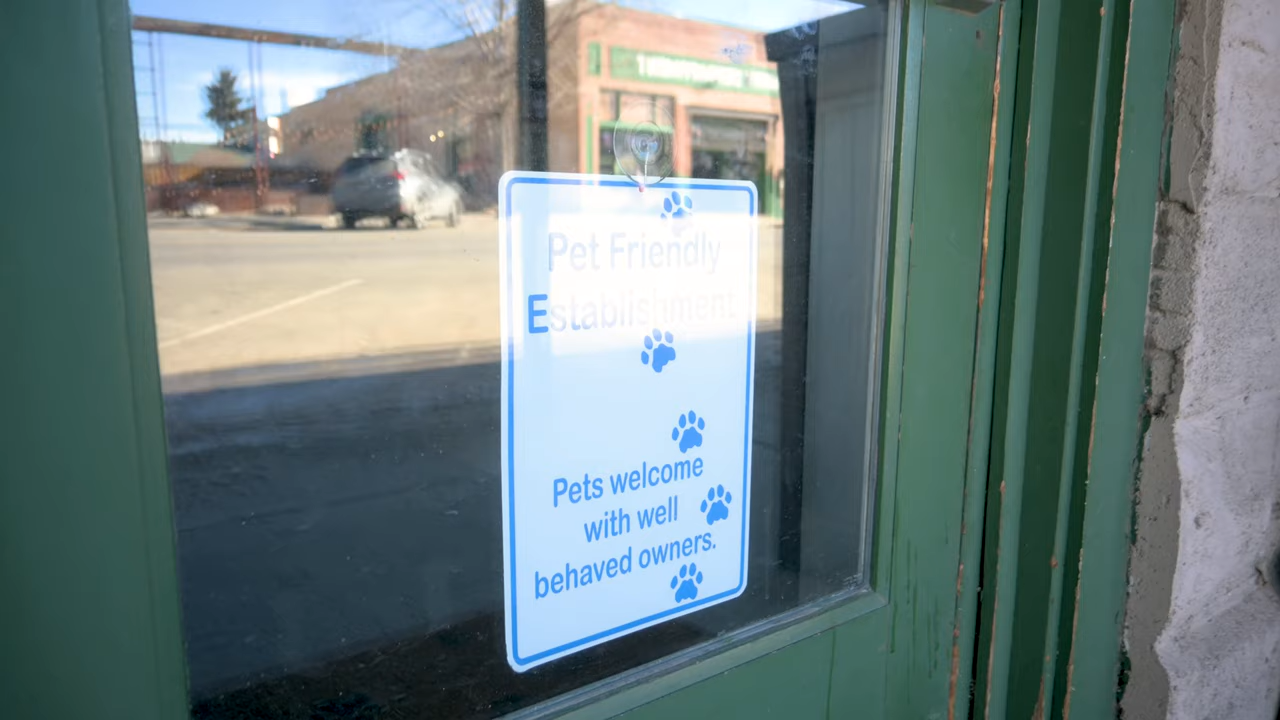 Pet Friendly
Establishment
Pets welcome
with well
behaved owners.